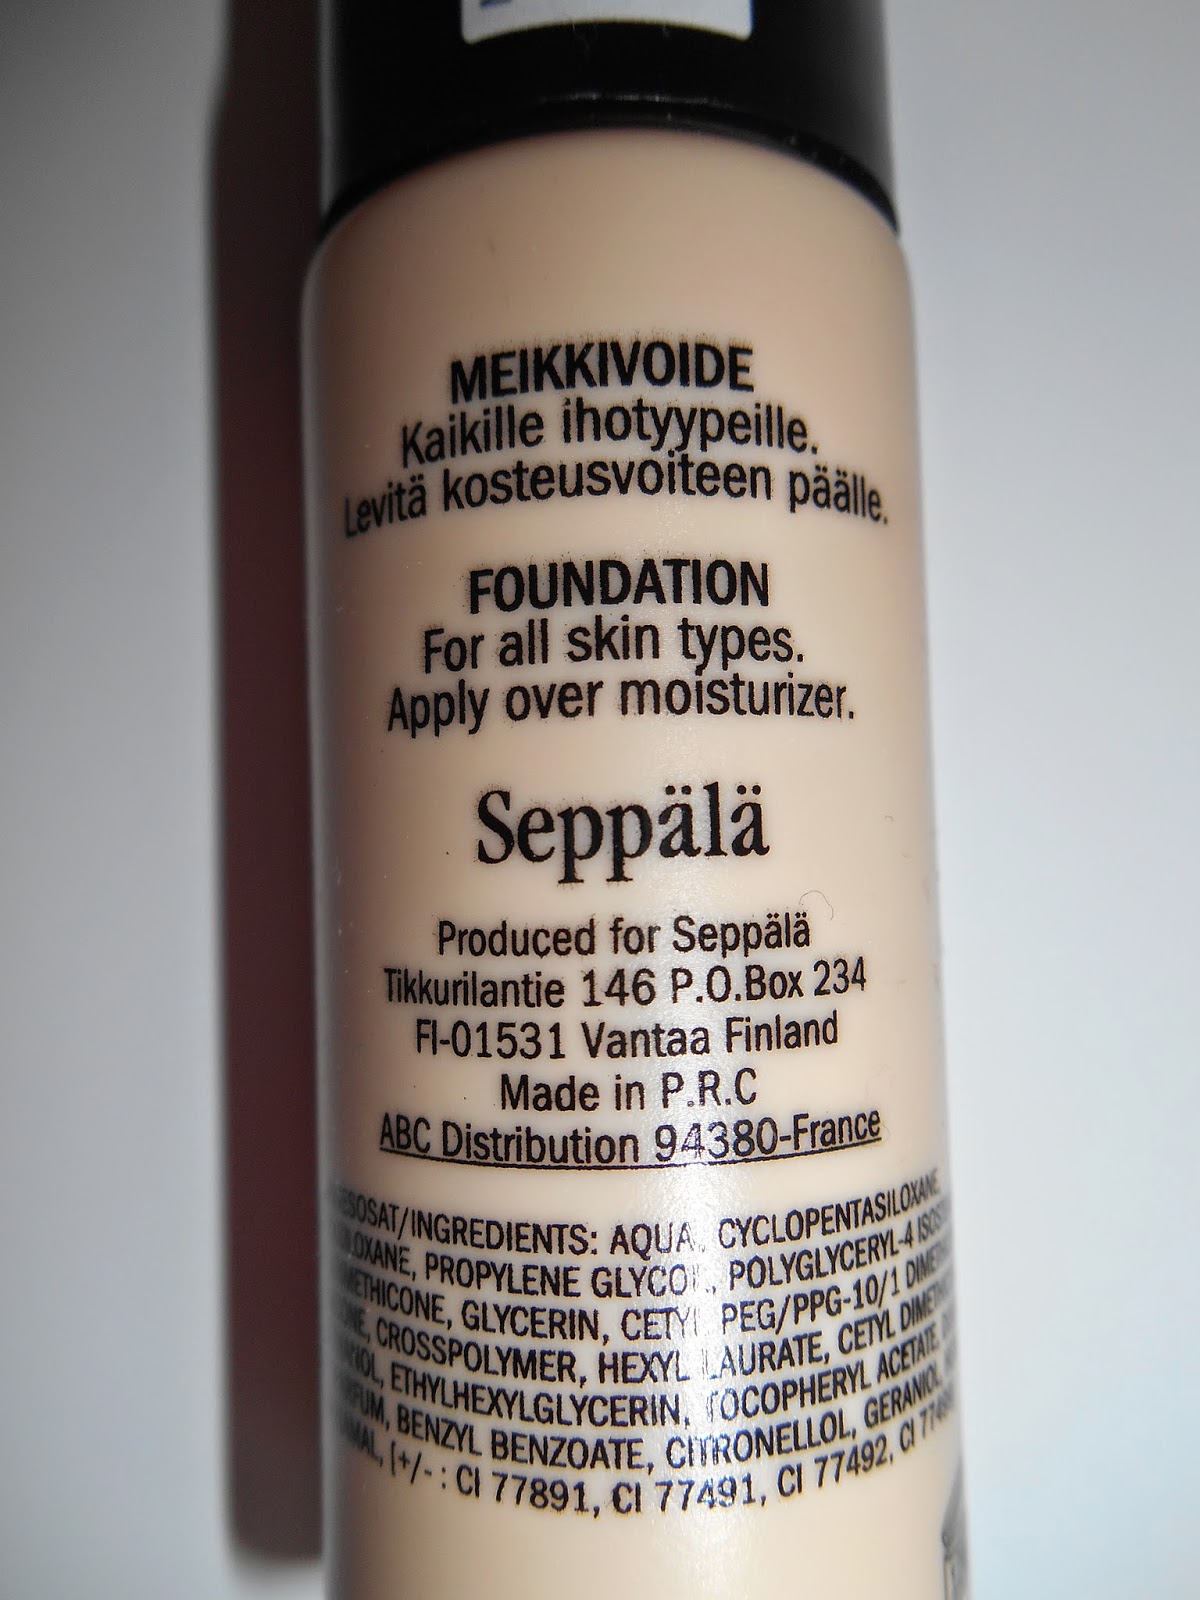 MEIKKIVOIDE
Kaikille ihotyypeille.
Levitä kosteusvoiteen päälle.
FOUNDATION
For all skin types.
Apply over moisturizer.
Seppälä
Produced for Seppälä
Tikkurilantie 146 P.O.Box 234
FI-01531 Vantaa Finland
Made in P.R.C
ABC Distribution 94380-France
/INGREDIENTS: AQUA, CYCLOPENTASILOXANE,
PROPYLENE GLYCOL, POLYGLYCERYL-4
GLYCERIN, CETYL PEG/PPG-10/1
CROSSPOLYMER, HEXYL LAURATE, CETYL
ETHYLHEXYLGLYCERIN, TOCOPHERYL ACETATE,
BENZYL BENZOATE, CITRONELLOL, GERANIOL,
[+/- : CI 77891, CI 77491, CI 77492, CI